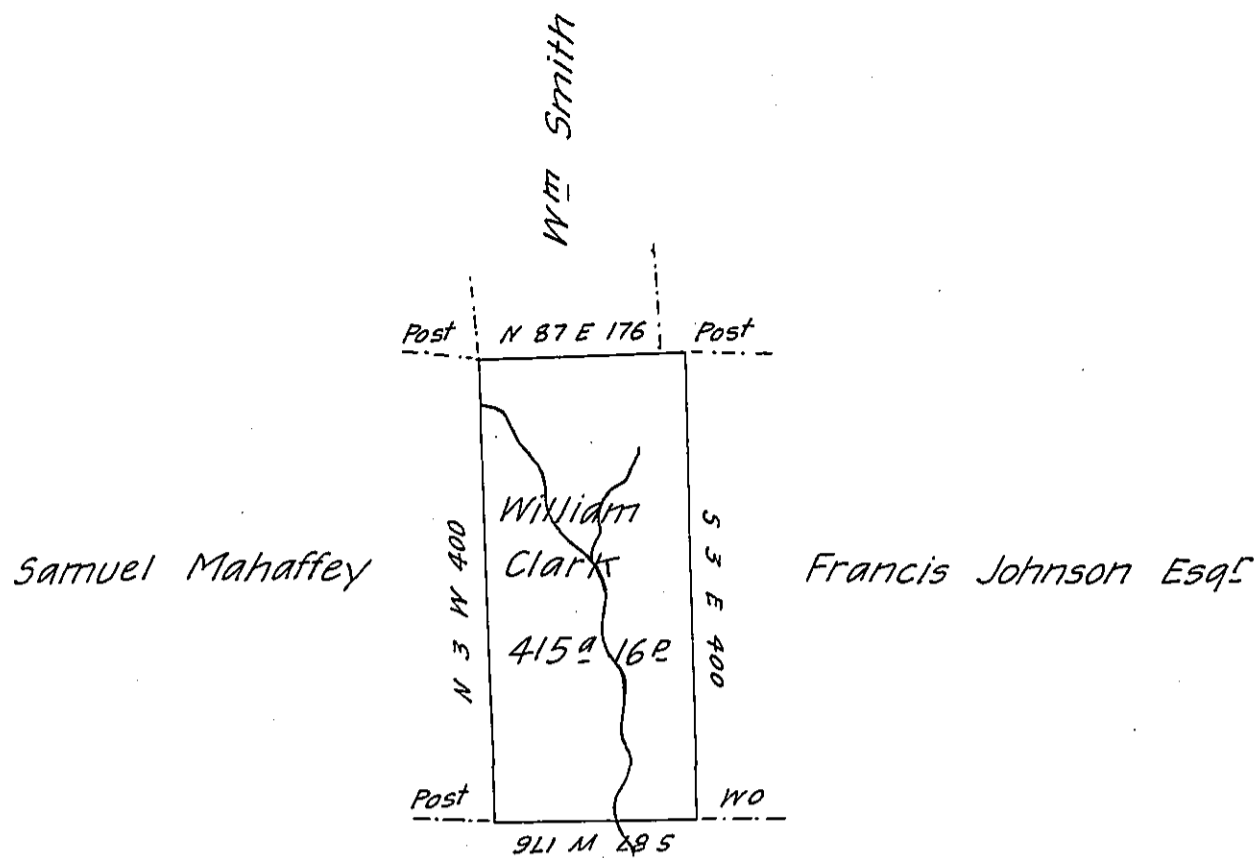 Wm Smith
Post N 87 E 176 Post
William
Clark
415a 16p
Samuel Mahaffey
N 3 W 400
S 3 E 400
Francis Johnson Esqr
Post
WO
S 87 W 176